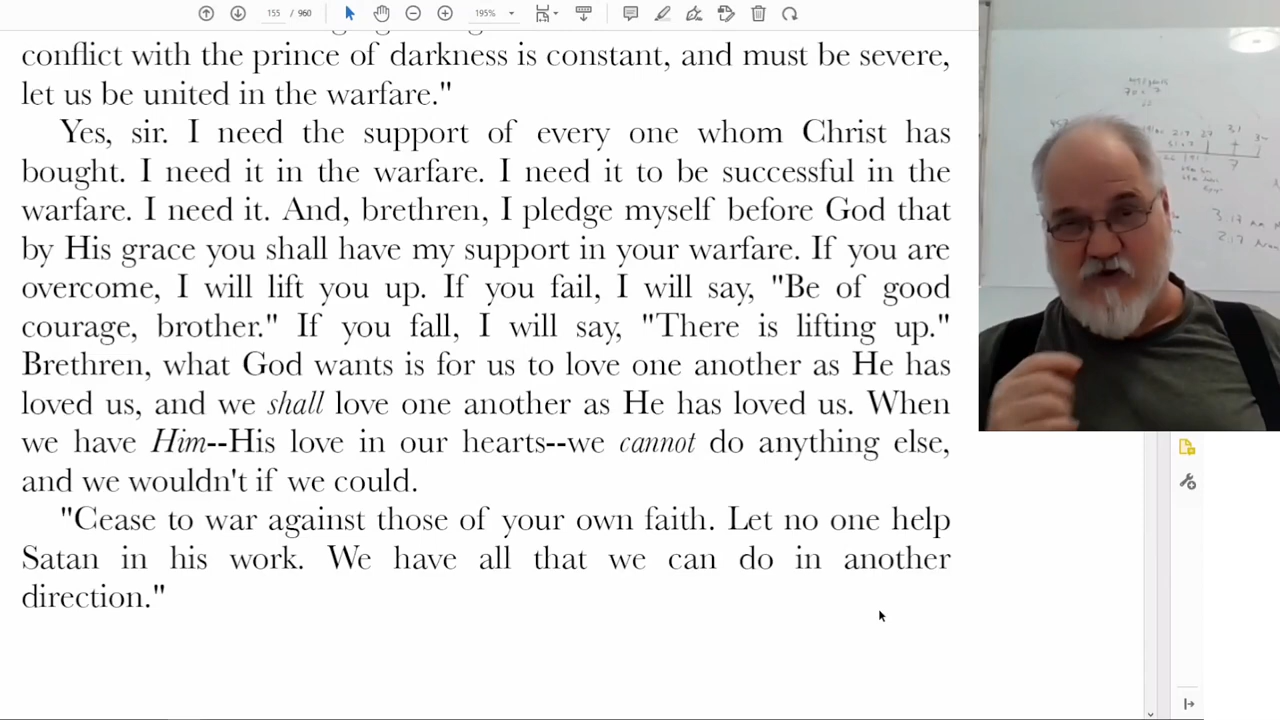 155 / 960
195%
conflict with the prince of darkness is constant, and must be severe,
let us be united in the warfare."
Yes, sir. I need the support of every one whom Christ has
bought. I need it in the warfare. I need it to be successful in the
warfare. I need it. And, brethren, I pledge myself before God that
by His grace you shall have my support in your warfare. If you are
overcome, I will lift you up. If you fail, I will say, "Be of good
courage, brother." If you fall, I will say, "There is lifting up."
Brethren, what God wants is for us to love one another as He has
loved us, and we shall love one another as He has loved us. When
we have Him--His love in our hearts--we cannot do anything else,
and we wouldn't if we could.
"Cease to war against those of your own faith. Let no one help
Satan in his work. We have all that we can do in another
direction."